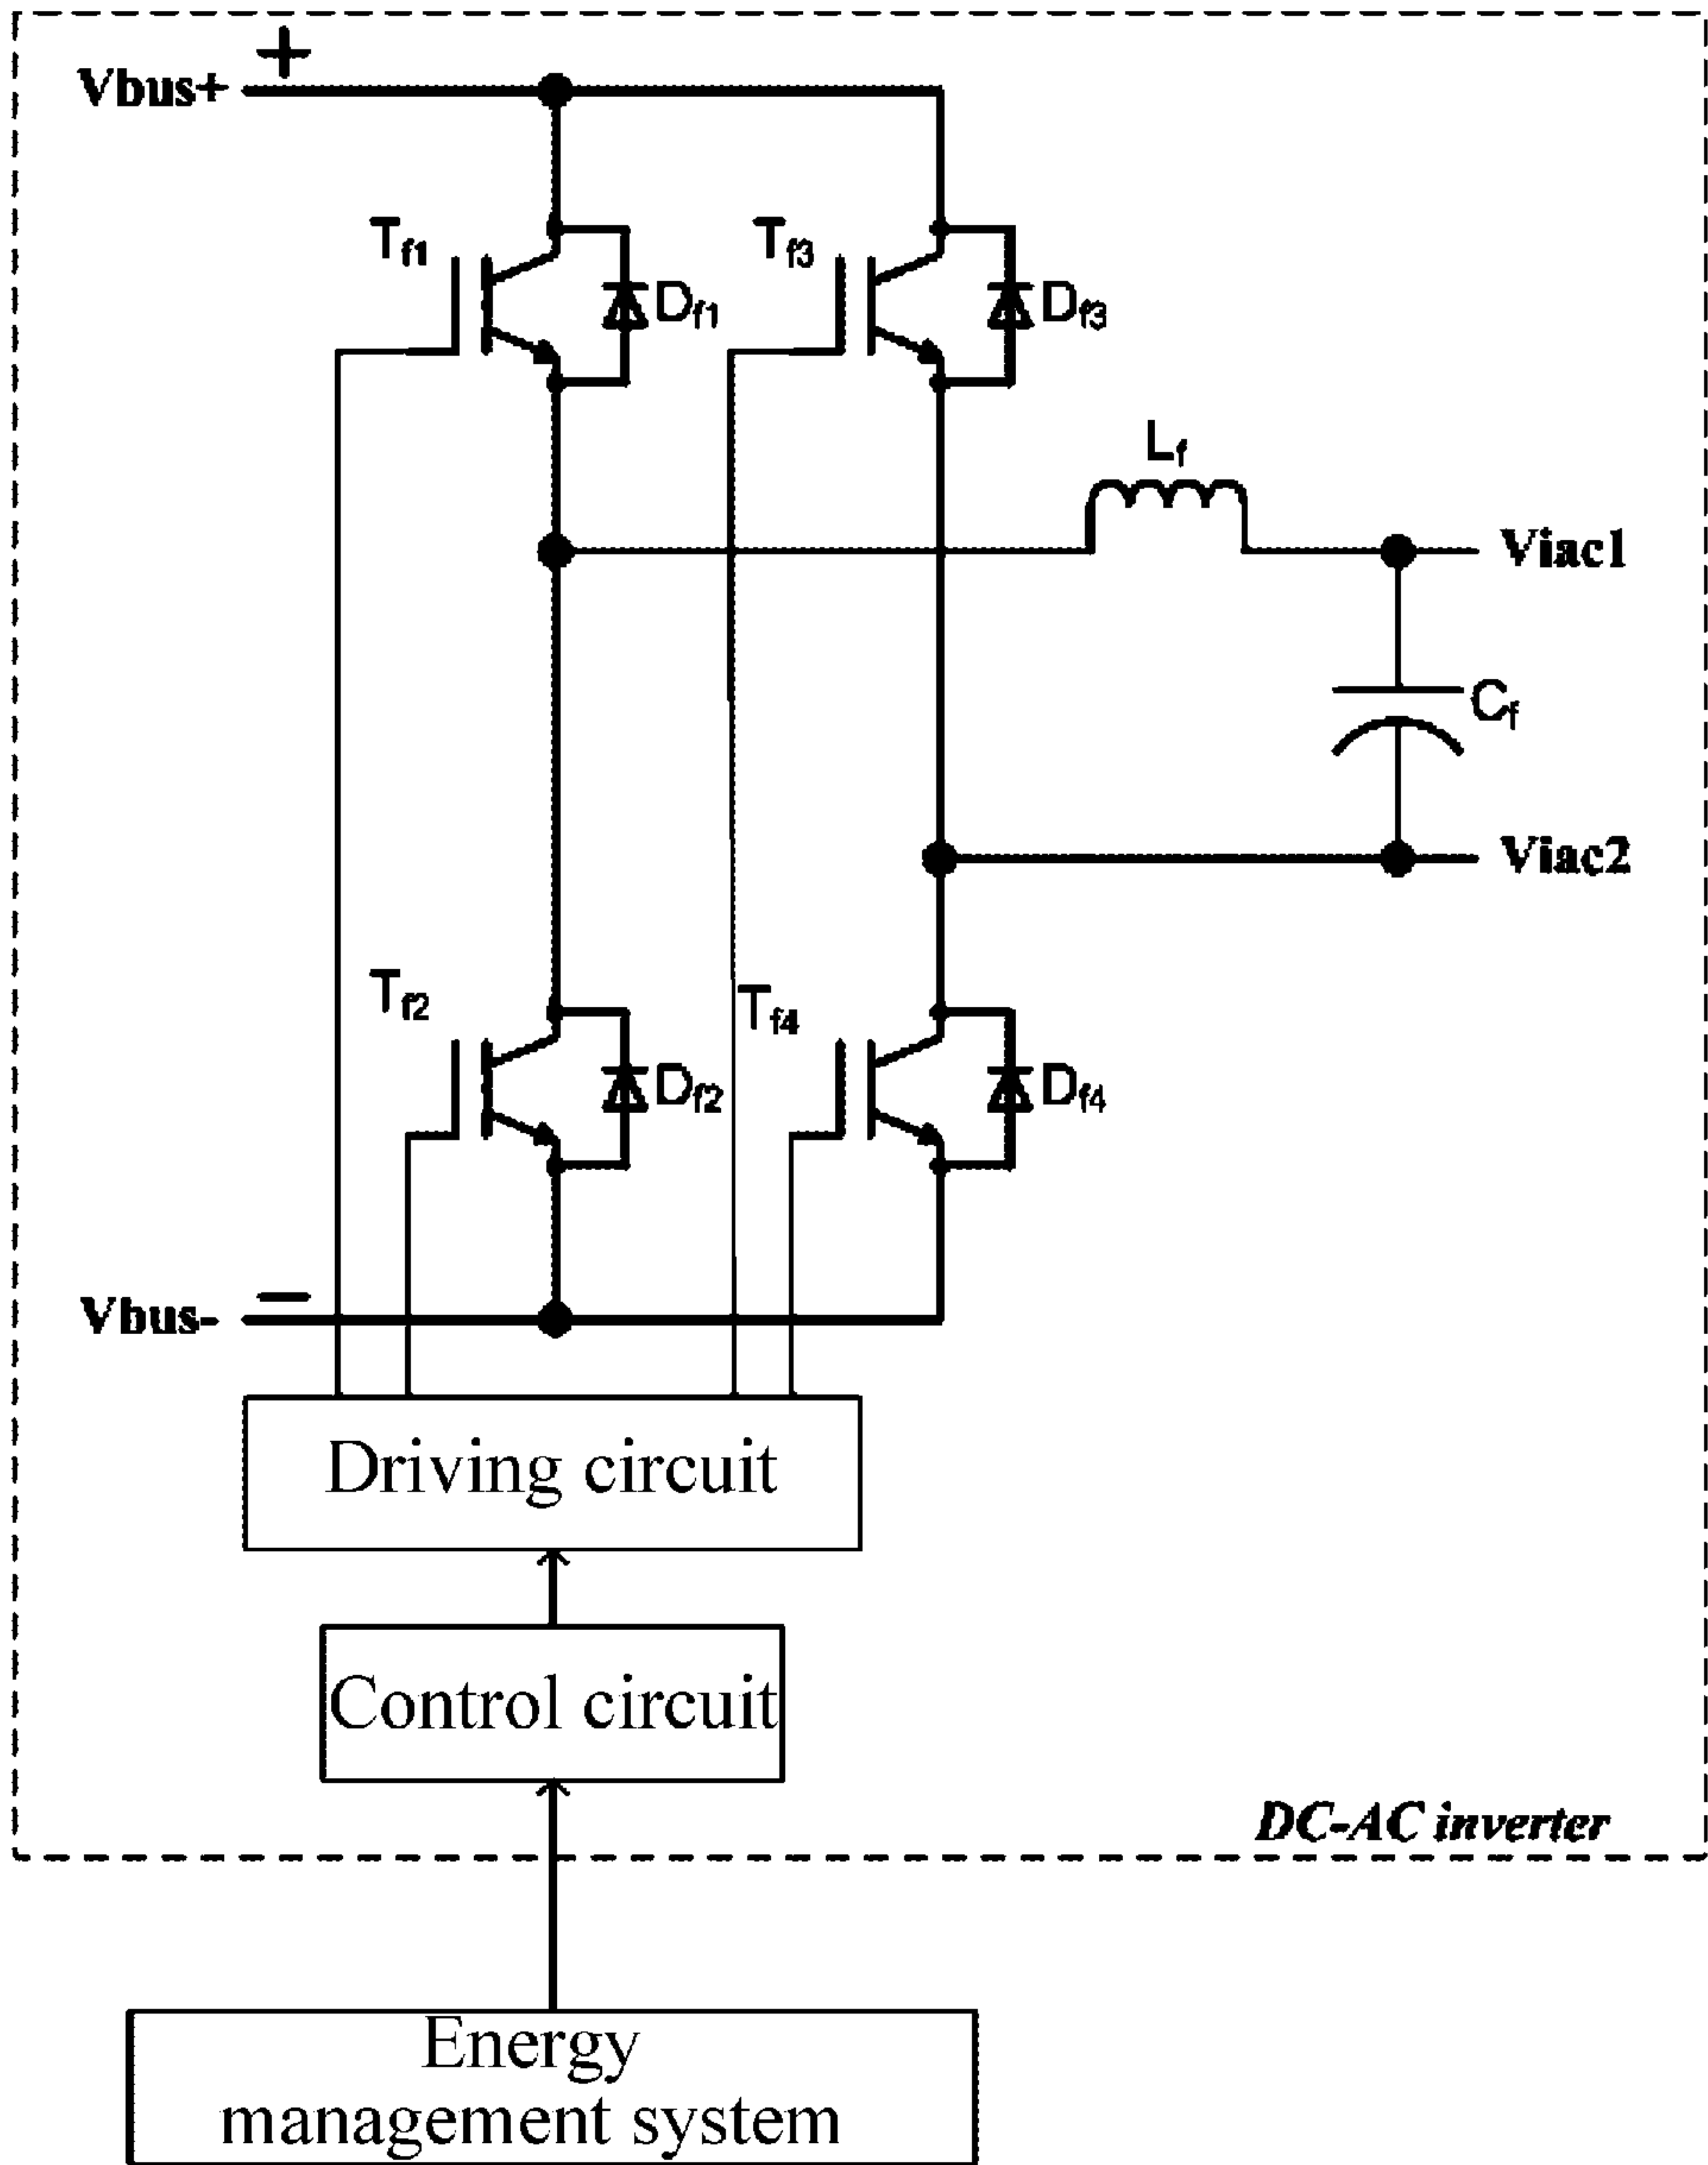 +
Vbus+
Tf1
Df1
Tf3
Df3
Lf
Viac1
Cf
Viac2
Tf2
Df2
Tf4
Df4
−
Vbus-
Driving circuit
Control circuit
DC-AC inverter
Energy
management system